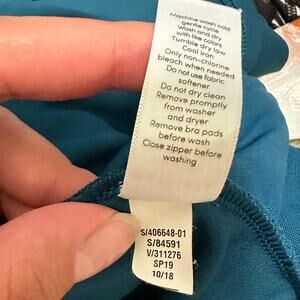 Machine wash cold
gentle cycle
Wash and dry
with like colors
Tumble dry low
Cool iron
Only non-chlorine
bleach when needed
Do not use fabric
softener
Do not dry clean
Remove promptly
from washer
and dryer
Remove bra pads
before wash
Close zipper before
washing
S/406648-01
S/84591
V/311276
SP19
10/18